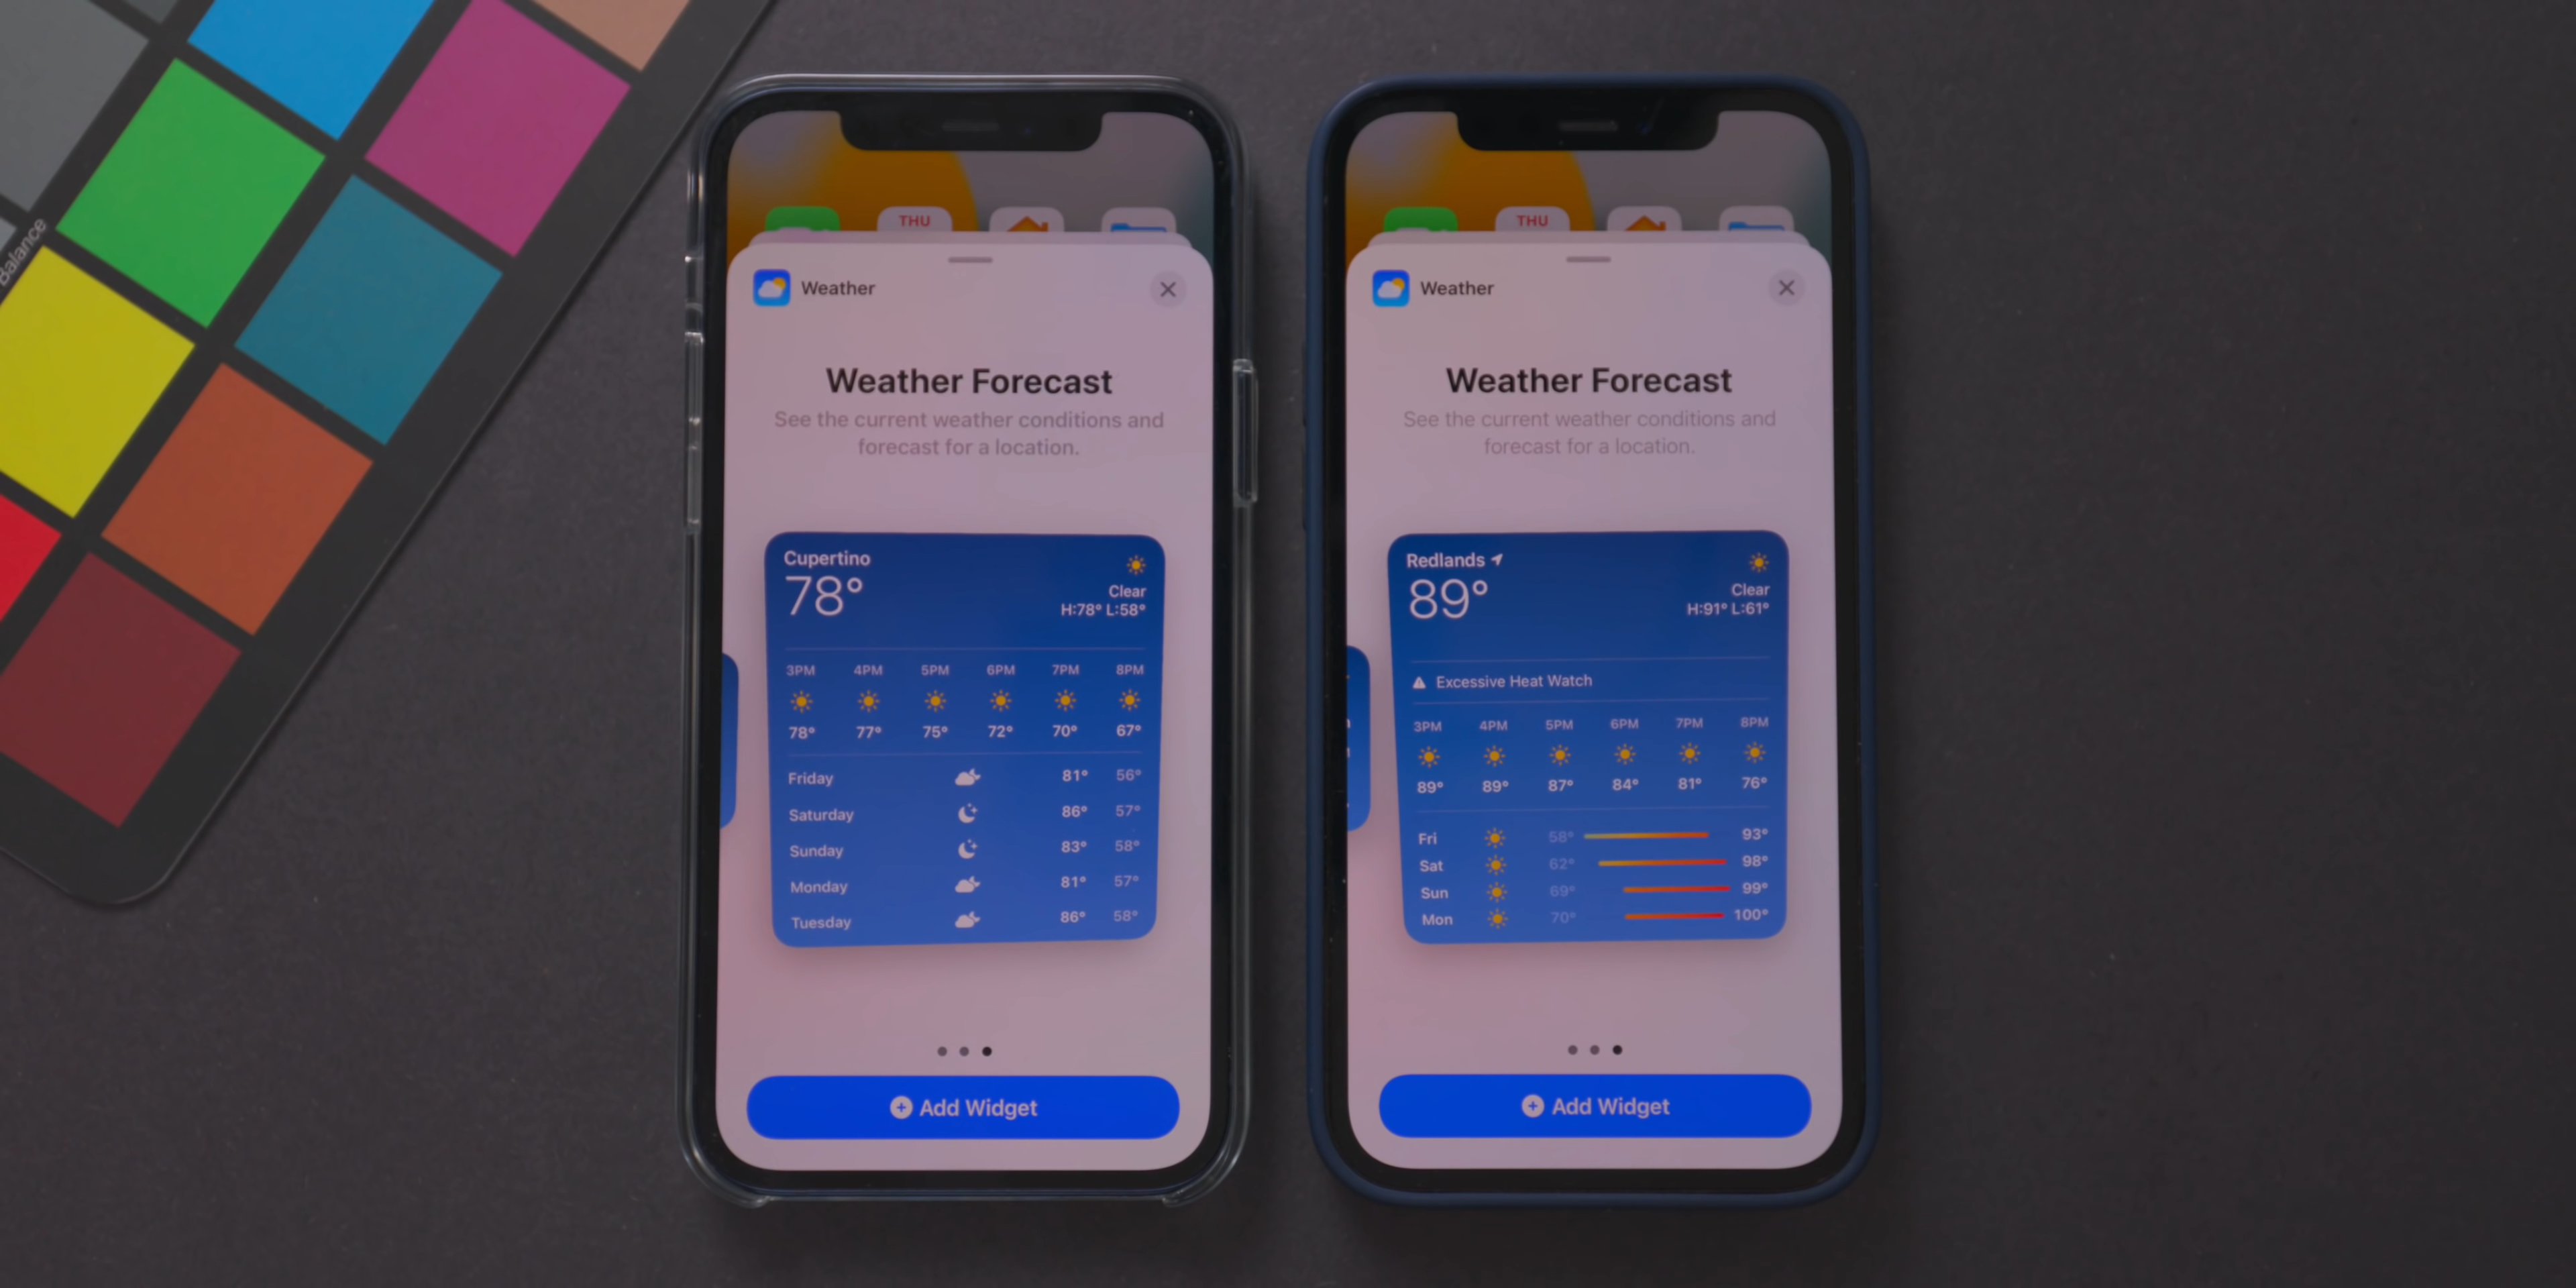 Balance
THU
Weather
Weather Forecast
See the current weather conditions and
forecast for a location.
Cupertino
78°
Clear
H:78° L:58°
3PM 4PM 5PM 6PM 7PM 8PM
78° 77° 75° 72° 70° 67°
Friday 81° 56°
Saturday 86° 57°
Sunday 83° 58°
Monday 81° 57°
Tuesday 86° 58°
Add Widget
THU
Weather
Weather Forecast
See the current weather conditions and
forecast for a location.
Redlands
89°
Clear
H:91° L:61°
Excessive Heat Watch
3PM 4PM 5PM 6PM 7PM 8PM
89° 89° 87° 84° 81° 76°
Fri 58° 93°
Sat 62° 98°
Sun 69° 99°
Mon 70° 100°
Add Widget